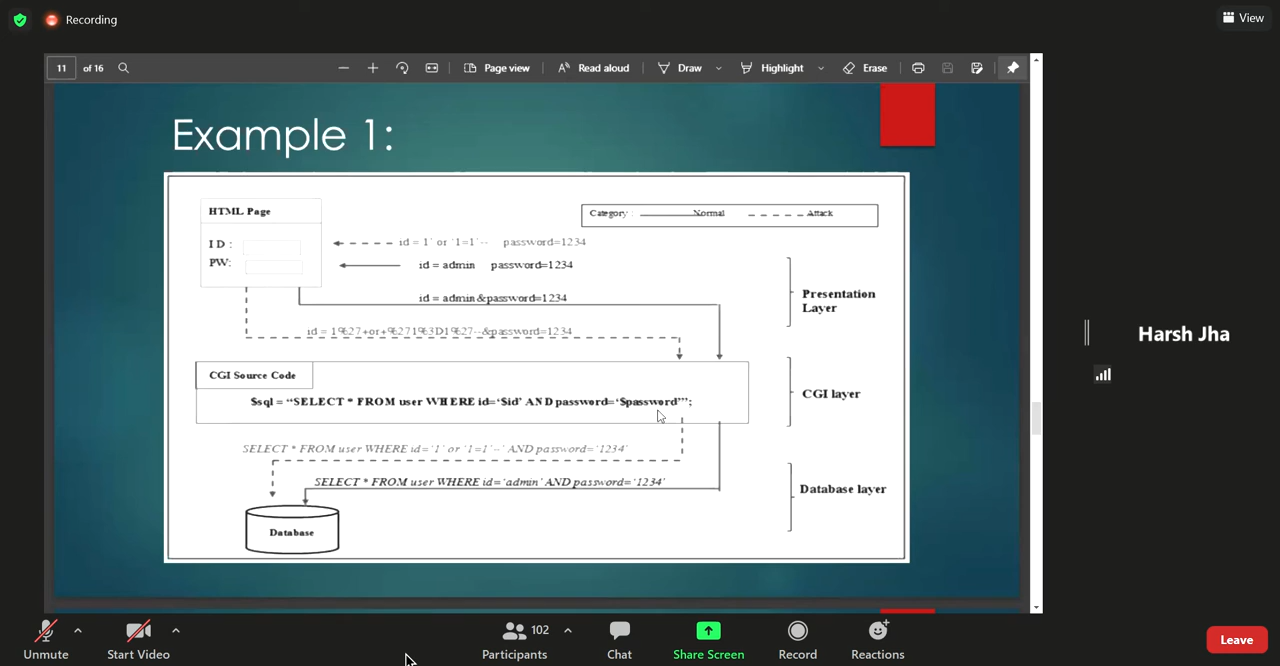 Recording
View
11 of 16
Page view
Read aloud
Draw
Highlight
Erase
Example 1:
HTML Page
Category : Normal Attack
I D :
PW:
id = 1' or '1=1'-- password=1234
id = admin password=1234
id = admin&password=1234
id = 1%27+or+%271%3D1%27--&password=1234
Presentation
Layer
Harsh Jha
CGI Source Code
$sql = “SELECT * FROM user WHERE id=‘$id’ AND password=‘$password’”;
CGI layer
SELECT * FROM user WHERE id=‘1’ or ‘1=1’--’ AND password=‘1234’
SELECT * FROM user WHERE id=‘admin’ AND password=‘1234’
Database layer
Database
Unmute
Start Video
102
Participants
Chat
Share Screen
Record
Reactions
Leave